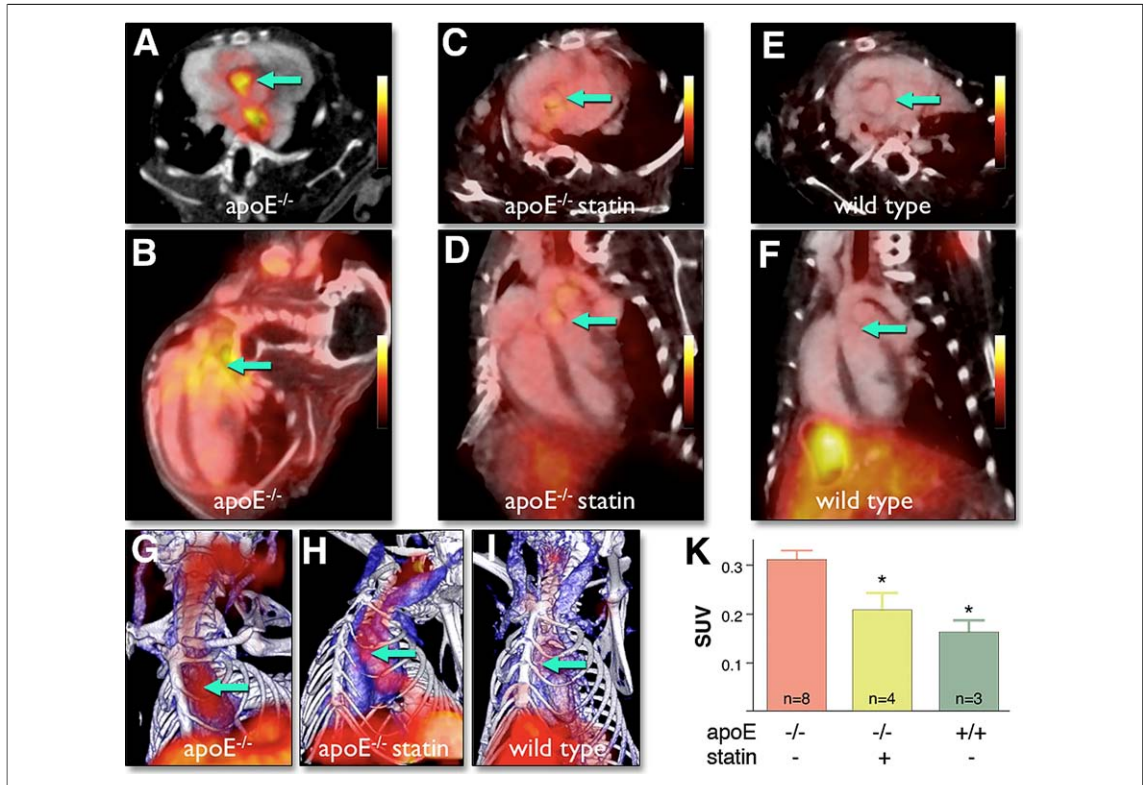 A
C
E
apoE-/-
apoE-/- statin
wild type
B
D
F
apoE-/-
apoE-/- statin
wild type
G
H
I
apoE-/-
apoE-/- statin
wild type
K
SUV
0.3
0.2
0.1
*
*
n=8
n=4
n=3
apoE -/- -/- +/+
statin - + -